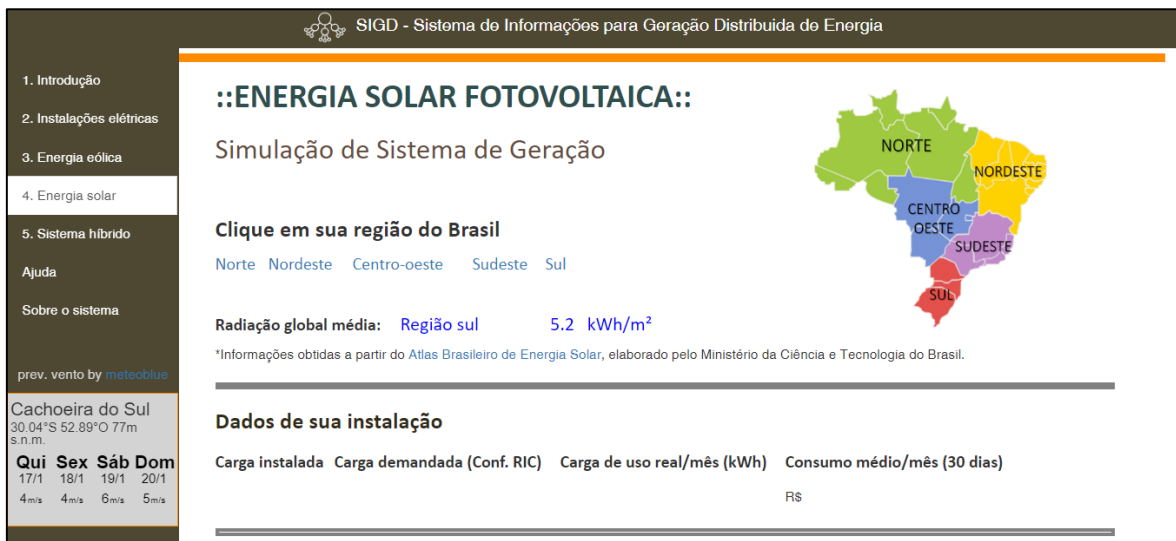 SIGD - Sistema de Informações para Geração Distribuida de Energia
1. Introdução
2. Instalações elétricas
3. Energia eólica
4. Energia solar
5. Sistema híbrido
Ajuda
Sobre o sistema
prev. vento by meteoblue
Cachoeira do Sul
30.04°S 52.89°O 77m
s.n.m.
Qui Sex Sáb Dom
17/1 18/1 19/1 20/1
4m/s 4m/s 6m/s 5m/s
::ENERGIA SOLAR FOTOVOLTAICA::
Simulação de Sistema de Geração
Clique em sua região do Brasil
Norte Nordeste Centro-oeste Sudeste Sul
NORTE
NORDESTE
CENTRO
OESTE
SUDESTE
SUL
Radiação global média: Região sul 5.2 kWh/m²
*Informações obtidas a partir do Atlas Brasileiro de Energia Solar, elaborado pelo Ministério da Ciência e Tecnologia do Brasil.
Dados de sua instalação
Carga instalada Carga demandada (Conf. RIC) Carga de uso real/mês (kWh) Consumo médio/mês (30 dias)
R$